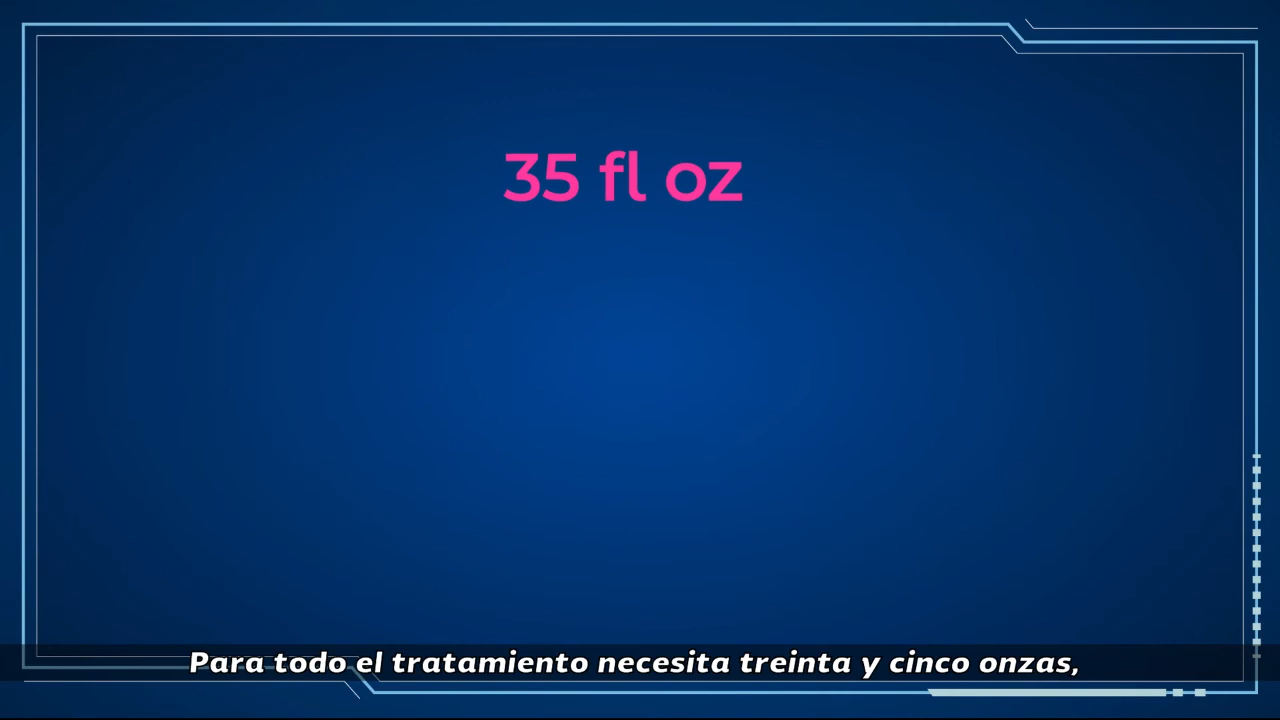 35 fl oz
Para todo el tratamiento necesita treinta y cinco onzas,